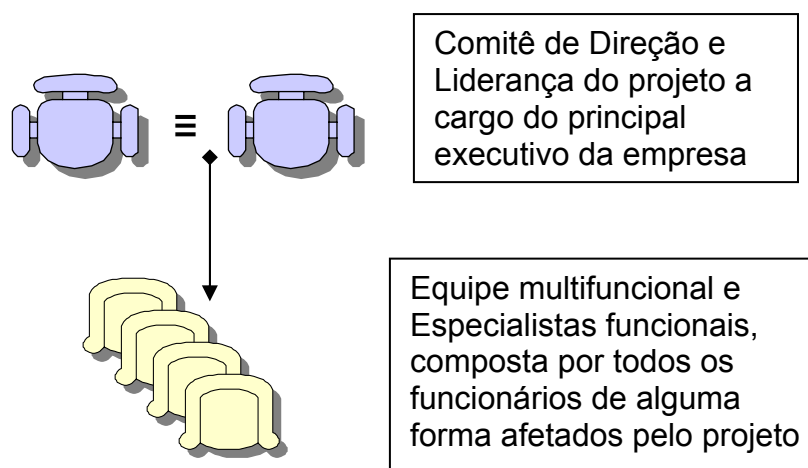 Comitê de Direção e
Liderança do projeto a
cargo do principal
executivo da empresa
≡
Equipe multifuncional e
Especialistas funcionais,
composta por todos os
funcionários de alguma
forma afetados pelo projeto